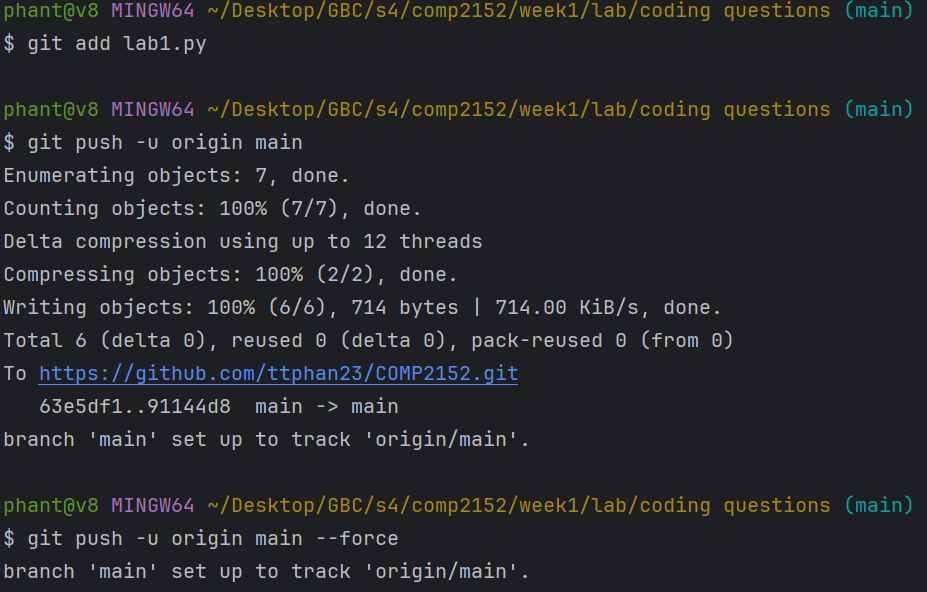 phant@v8 MINGW64 ~/Desktop/GBC/s4/comp2152/week1/lab/coding questions (main)
$ git add lab1.py
phant@v8 MINGW64 ~/Desktop/GBC/s4/comp2152/week1/lab/coding questions (main)
$ git push -u origin main
Enumerating objects: 7, done.
Counting objects: 100% (7/7), done.
Delta compression using up to 12 threads
Compressing objects: 100% (2/2), done.
Writing objects: 100% (6/6), 714 bytes | 714.00 KiB/s, done.
Total 6 (delta 0), reused 0 (delta 0), pack-reused 0 (from 0)
To https://github.com/ttphan23/COMP2152.git
   63e5df1..91144d8  main -> main
branch 'main' set up to track 'origin/main'.
phant@v8 MINGW64 ~/Desktop/GBC/s4/comp2152/week1/lab/coding questions (main)
$ git push -u origin main --force
branch 'main' set up to track 'origin/main'.